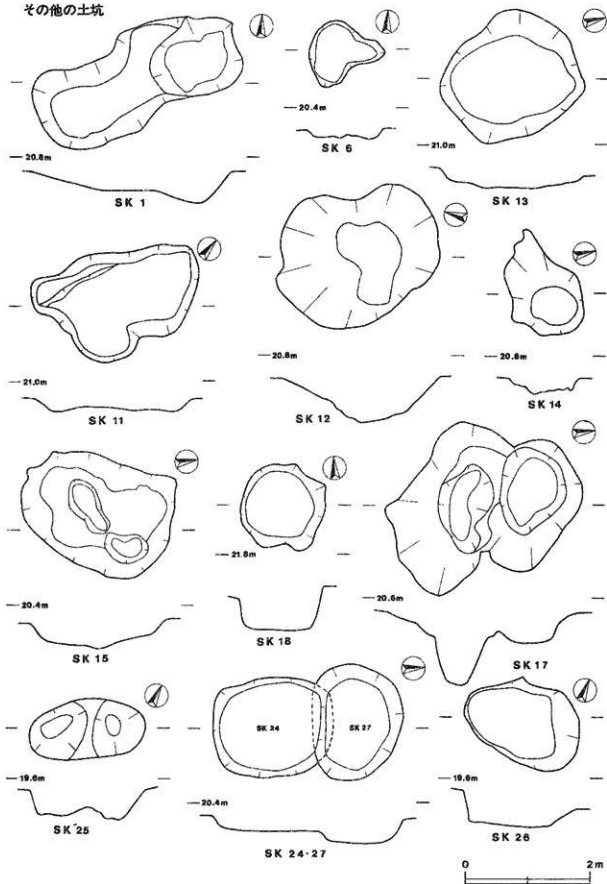 その他の土坑
20.8m
SK 1
20.4m
SK 6
21.0m
SK 13
21.0m
SK 11
20.8m
SK 12
20.8m
SK 14
20.4m
SK 15
21.8m
SK 18
20.6m
SK 17
19.6m
SK 25
SK 24
SK 27
20.4m
SK 24・27
19.8m
SK 26
0
2m